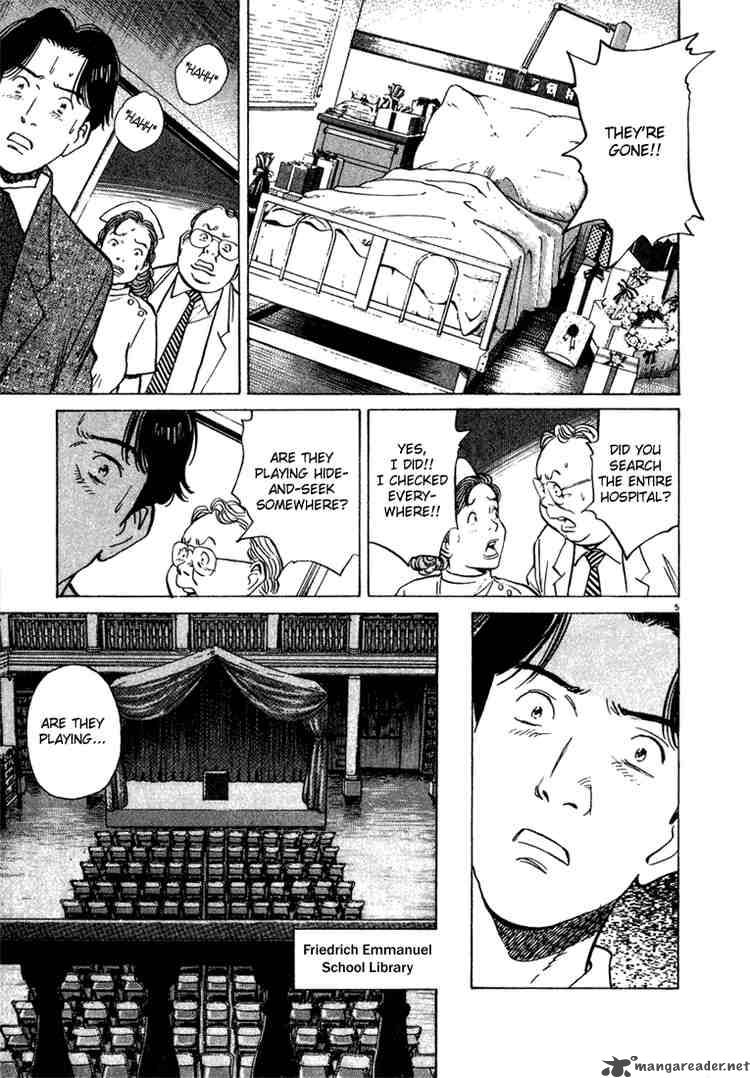 THEY'RE
GONE!!
*HAHH*
*HAHH*
DID YOU
SEARCH
THE ENTIRE
HOSPITAL?
YES,
I DID!!
I CHECKED
EVERY-
WHERE!!
ARE THEY
PLAYING HIDE-
AND-SEEK
SOMEWHERE?
5
ARE THEY
PLAYING...
Friedrich Emmanuel
School Library
mangareader.net